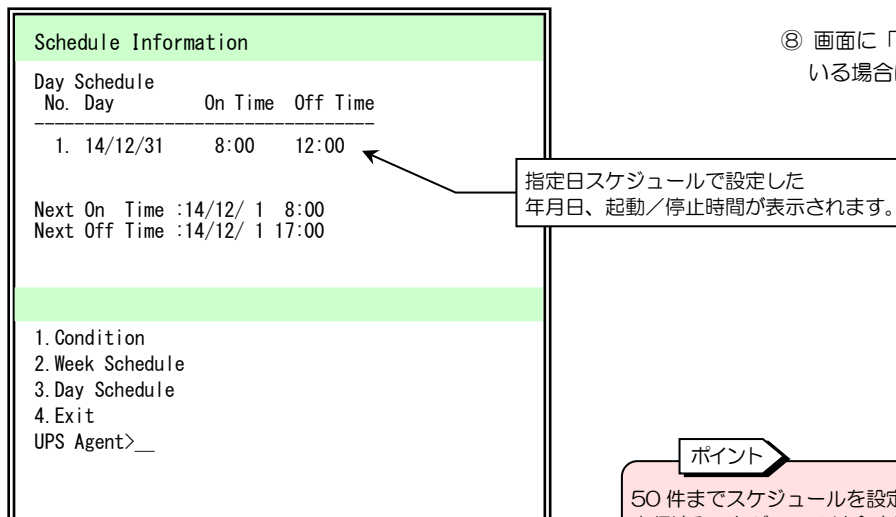 Schedule Information
Day Schedule
No. Day On Time Off Time
----------------------------------
1. 14/12/31 8:00 12:00
Next On Time :14/12/ 1 8:00
Next Off Time :14/12/ 1 17:00
1.Condition
2.Week Schedule
3.Day Schedule
4.Exit
UPS Agent>__
⑧ 画面に「
いる場合
指定日スケジュールで設定した
年月日、起動／停止時間が表示されます。
ポイント
50 件までスケジュールを設定